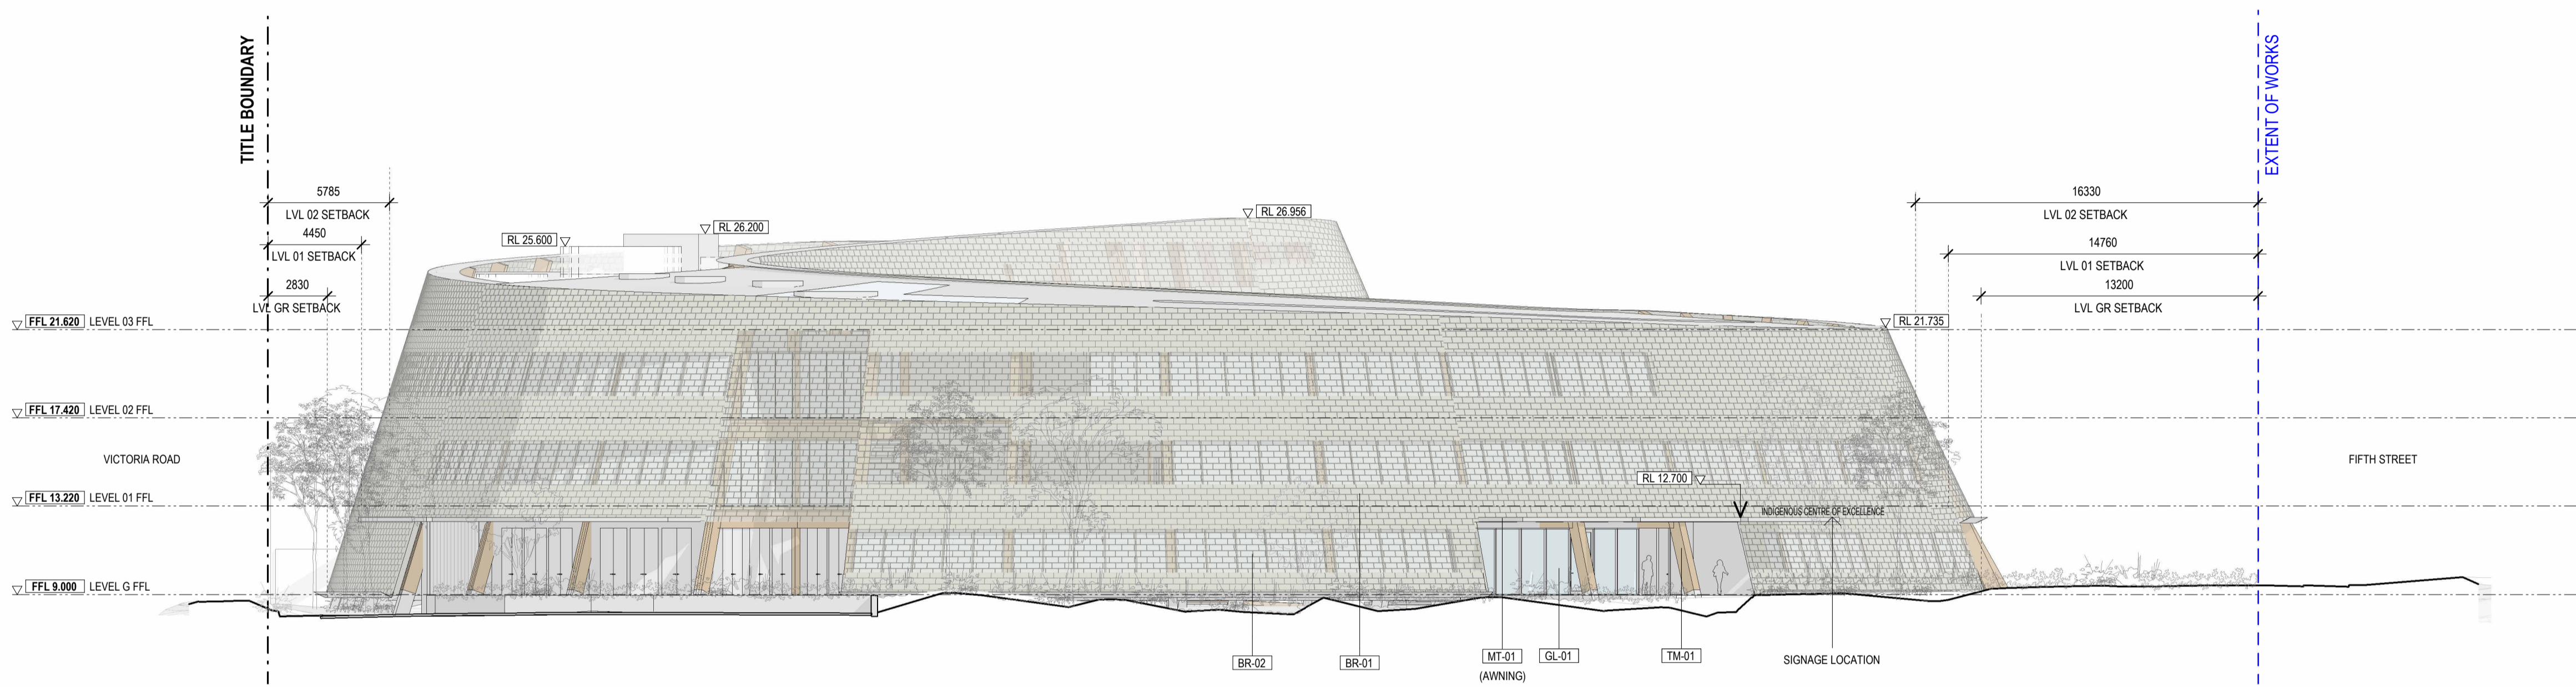 TITLE BOUNDARY
EXTENT OF WORKS
5785
LVL 02 SETBACK
4450
LVL 01 SETBACK
2830
LVL GR SETBACK
16330
LVL 02 SETBACK
14760
LVL 01 SETBACK
13200
LVL GR SETBACK
RL 25.600
RL 26.200
RL 26.956
RL 21.735
FFL 21.620 LEVEL 03 FFL
FFL 17.420 LEVEL 02 FFL
VICTORIA ROAD
FIFTH STREET
FFL 13.220 LEVEL 01 FFL
RL 12.700
INDIGENOUS CENTRE OF EXCELLENCE
FFL 9.000 LEVEL G FFL
BR-02
BR-01
MT-01
(AWNING)
GL-01
TM-01
SIGNAGE LOCATION